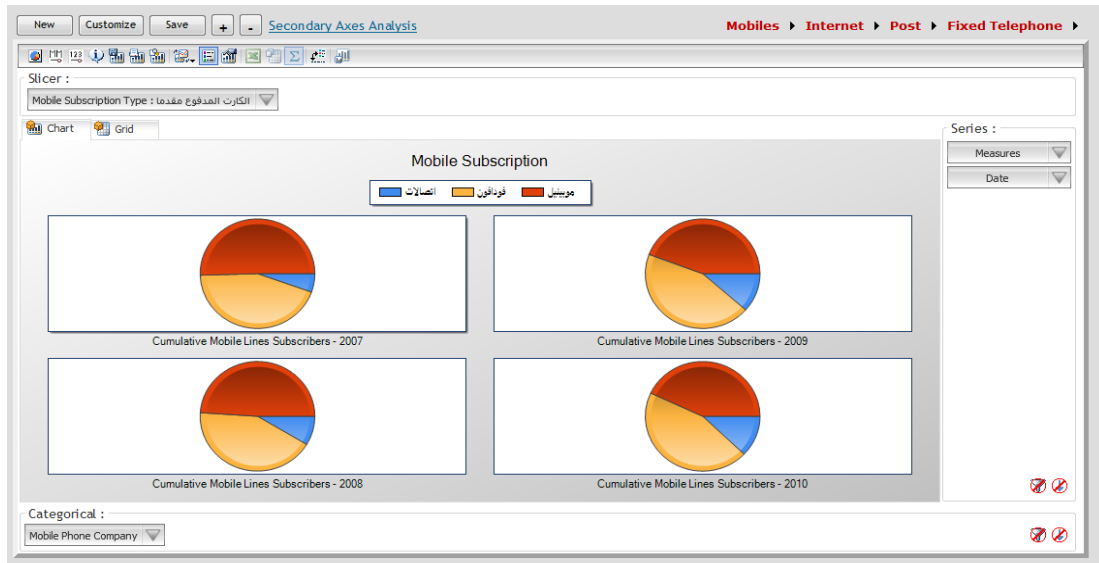 New Customize Save + - Secondary Axes Analysis Mobiles Internet Post Fixed Telephone
Slicer :
Mobile Subscription Type : الكارت المدفوع مقدما
Chart Grid
Series :
Measures
Date
Mobile Subscription
موبينيل فودافون اتصالات
Cumulative Mobile Lines Subscribers - 2007
Cumulative Mobile Lines Subscribers - 2009
Cumulative Mobile Lines Subscribers - 2008
Cumulative Mobile Lines Subscribers - 2010
Categorical :
Mobile Phone Company